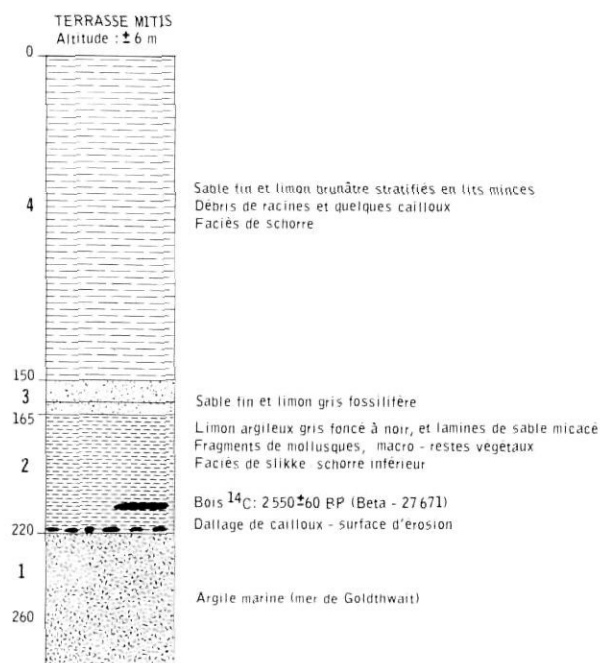 TERRASSE MITIS
Altitude : ± 6 m
0
4
Sable fin et limon brunâtre stratifiés en lits minces
Débris de racines et quelques cailloux
Faciès de schorre
150
3
Sable fin et limon gris fossilifère
165
Limon argileux gris foncé à noir, et lamines de sable micacé
Fragments de mollusques, macro - restes végétaux
2
Faciès de slikke schorre inférieur
Bois ¹⁴C: 2550±60 BP (Beta - 27671)
Dallage de cailloux - surface d'érosion
220
1
Argile marine (mer de Goldthwait)
260